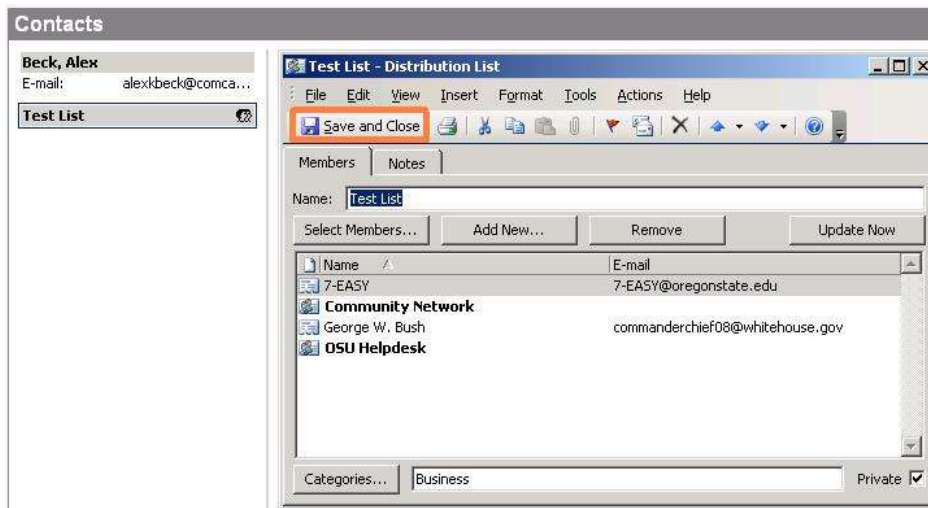 Contacts
Beck, Alex
E-mail: alexkbeck@comca...
Test List
Test List - Distribution List
File Edit View Insert Format Tools Actions Help
Save and Close
Members Notes
Name: Test List
Select Members... Add New... Remove Update Now
Name E-mail
7-EASY 7-EASY@oregonstate.edu
Community Network
George W. Bush commanderchief08@whitehouse.gov
OSU Helpdesk
Categories... Business Private